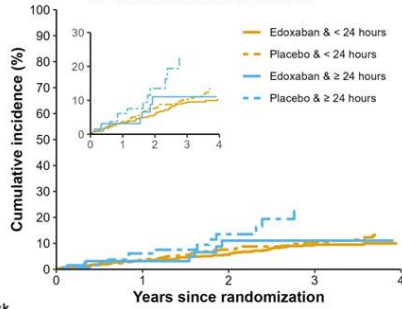 100
90
80
70
60
50
40
30
20
10
0
Cumulative incidence (%)
30
20
10
0
0 1 2 3 4
Edoxaban & < 24 hours
Placebo & < 24 hours
Edoxaban & ≥ 24 hours
Placebo & ≥ 24 hours
0 1 2 3 4
Years since randomization